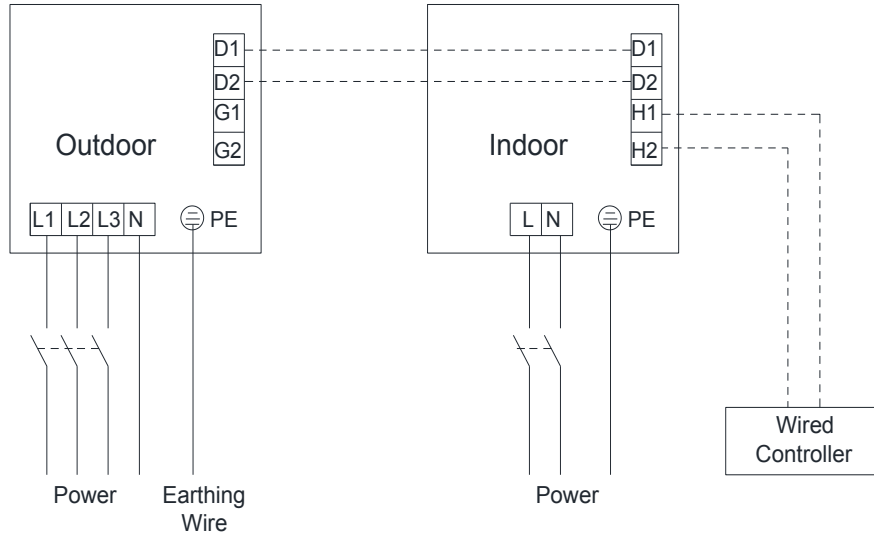 D1
D2
G1
G2
Outdoor
L1 L2 L3 N
PE
Power
Earthing
Wire
D1
D2
H1
H2
Indoor
L N
PE
Power
Wired
Controller